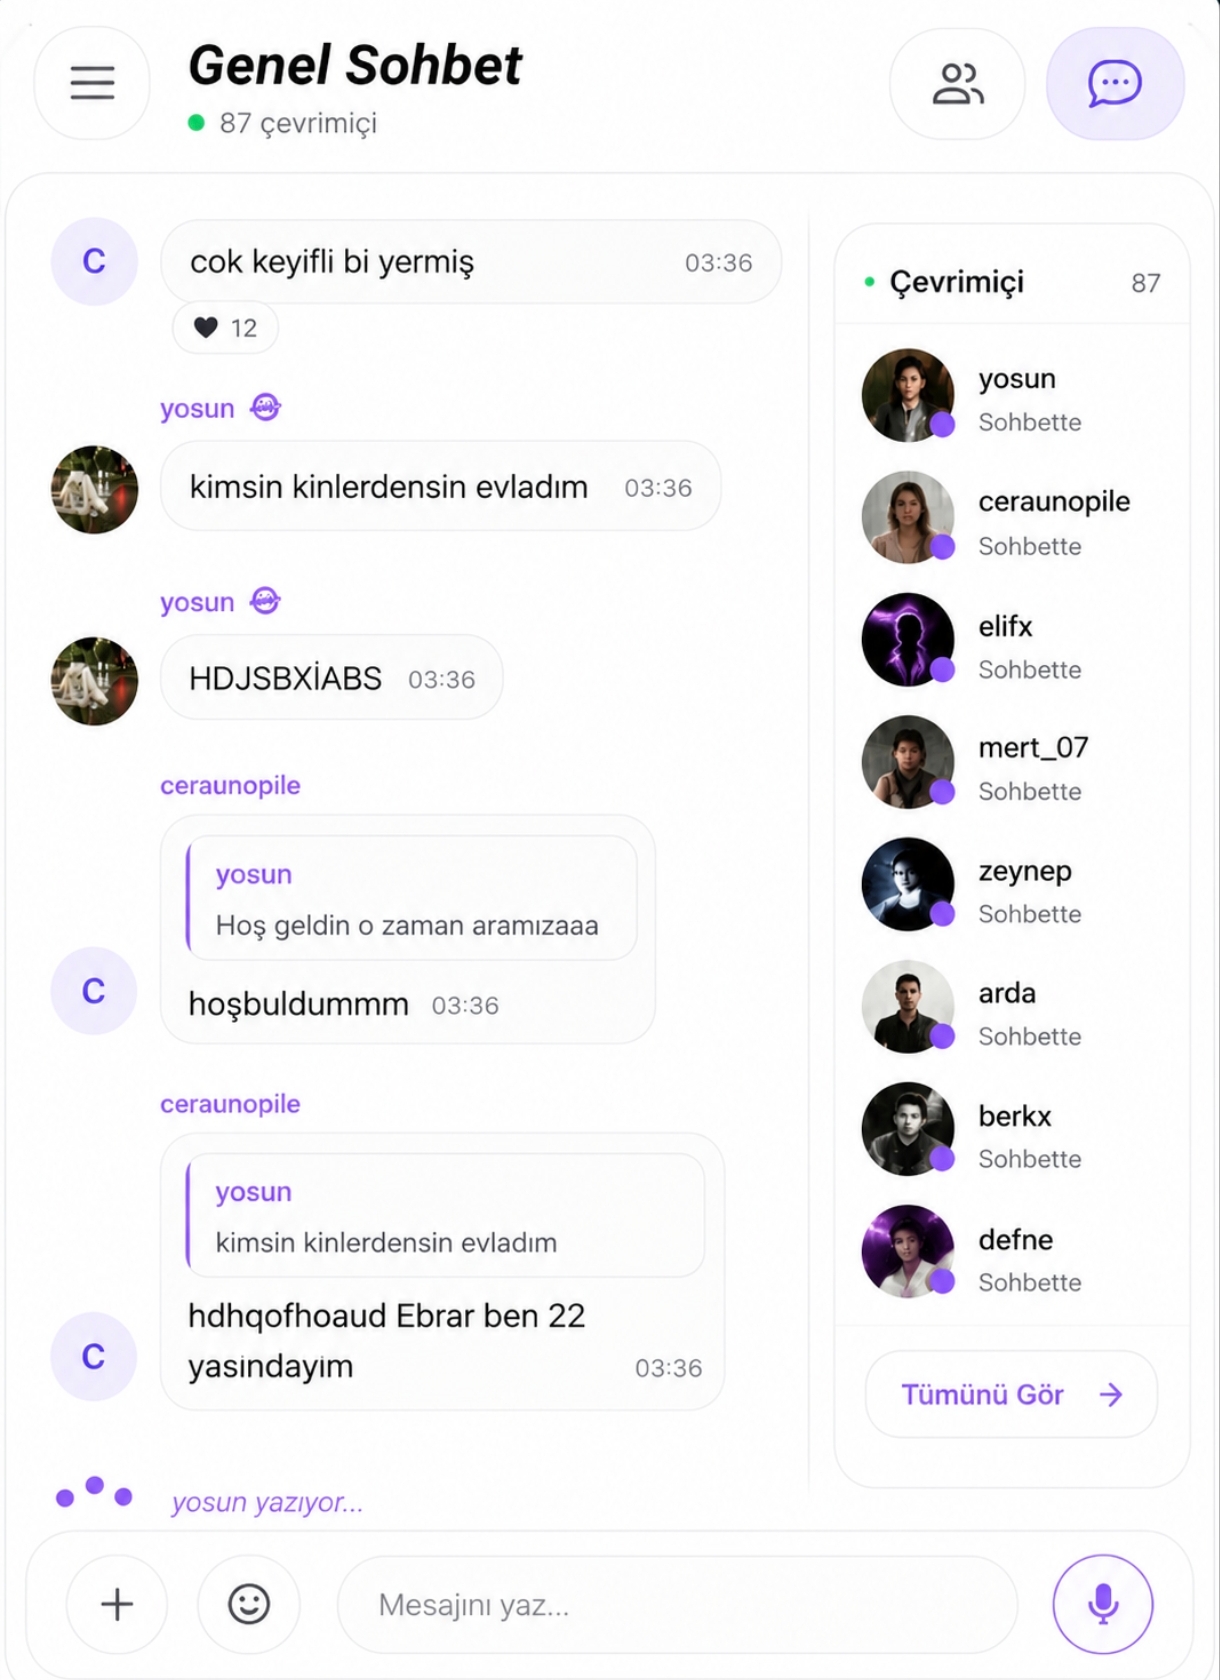 Genel Sohbet
87 çevrimiçi
C
cok keyifli bi yermiş 03:36
12
yosun
kimsin kinlerdensin evladım 03:36
yosun
HDJSBXİABS 03:36
ceraunopile
yosun
Hoş geldin o zaman aramızaaa
C
hoşbuldummm 03:36
ceraunopile
yosun
kimsin kinlerdensin evladım
hdhqofhoaud Ebrar ben 22
C
yasindayim 03:36
yosun yazıyor...
Mesajını yaz...
Çevrimiçi 87
yosun
Sohbette
ceraunopile
Sohbette
elifx
Sohbette
mert_07
Sohbette
zeynep
Sohbette
arda
Sohbette
berkx
Sohbette
defne
Sohbette
Tümünü Gör